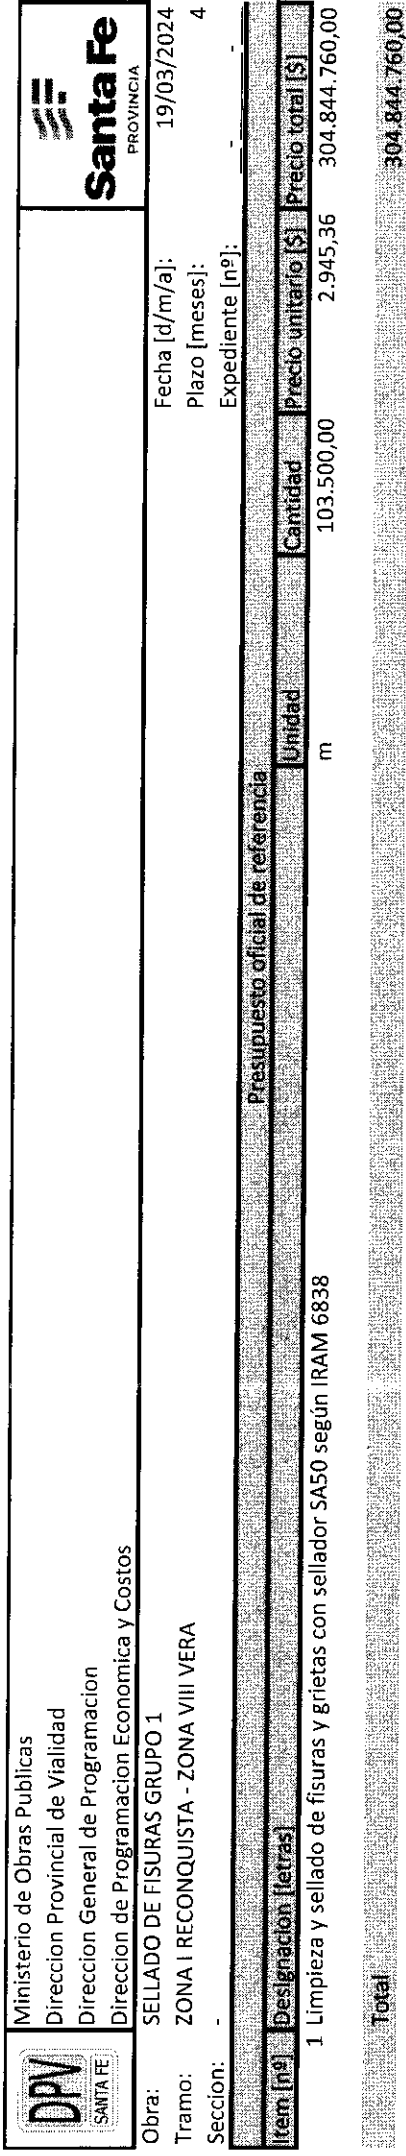 DPV
SANTA FE
Ministerio de Obras Publicas
Direccion Provincial de Vialidad
Direccion General de Programacion
Direccion de Programacion Economica y Costos
Santa Fe
PROVINCIA
Obra: SELLADO DE FISURAS GRUPO 1 Fecha [d/m/a]: 19/03/2024
Tramo: ZONA I RECONQUISTA - ZONA VIII VERA Plazo [meses]: 4
Seccion: - Expediente [nº]: - -
Presupuesto oficial de referencia
Item [nº] Designacion [letras] Unidad Cantidad Precio unitario [$] Precio total [$]
1 Limpieza y sellado de fisuras y grietas con sellador SA50 según IRAM 6838 m 103.500,00 2.945,36 304.844.760,00
Total 304.844.760,00